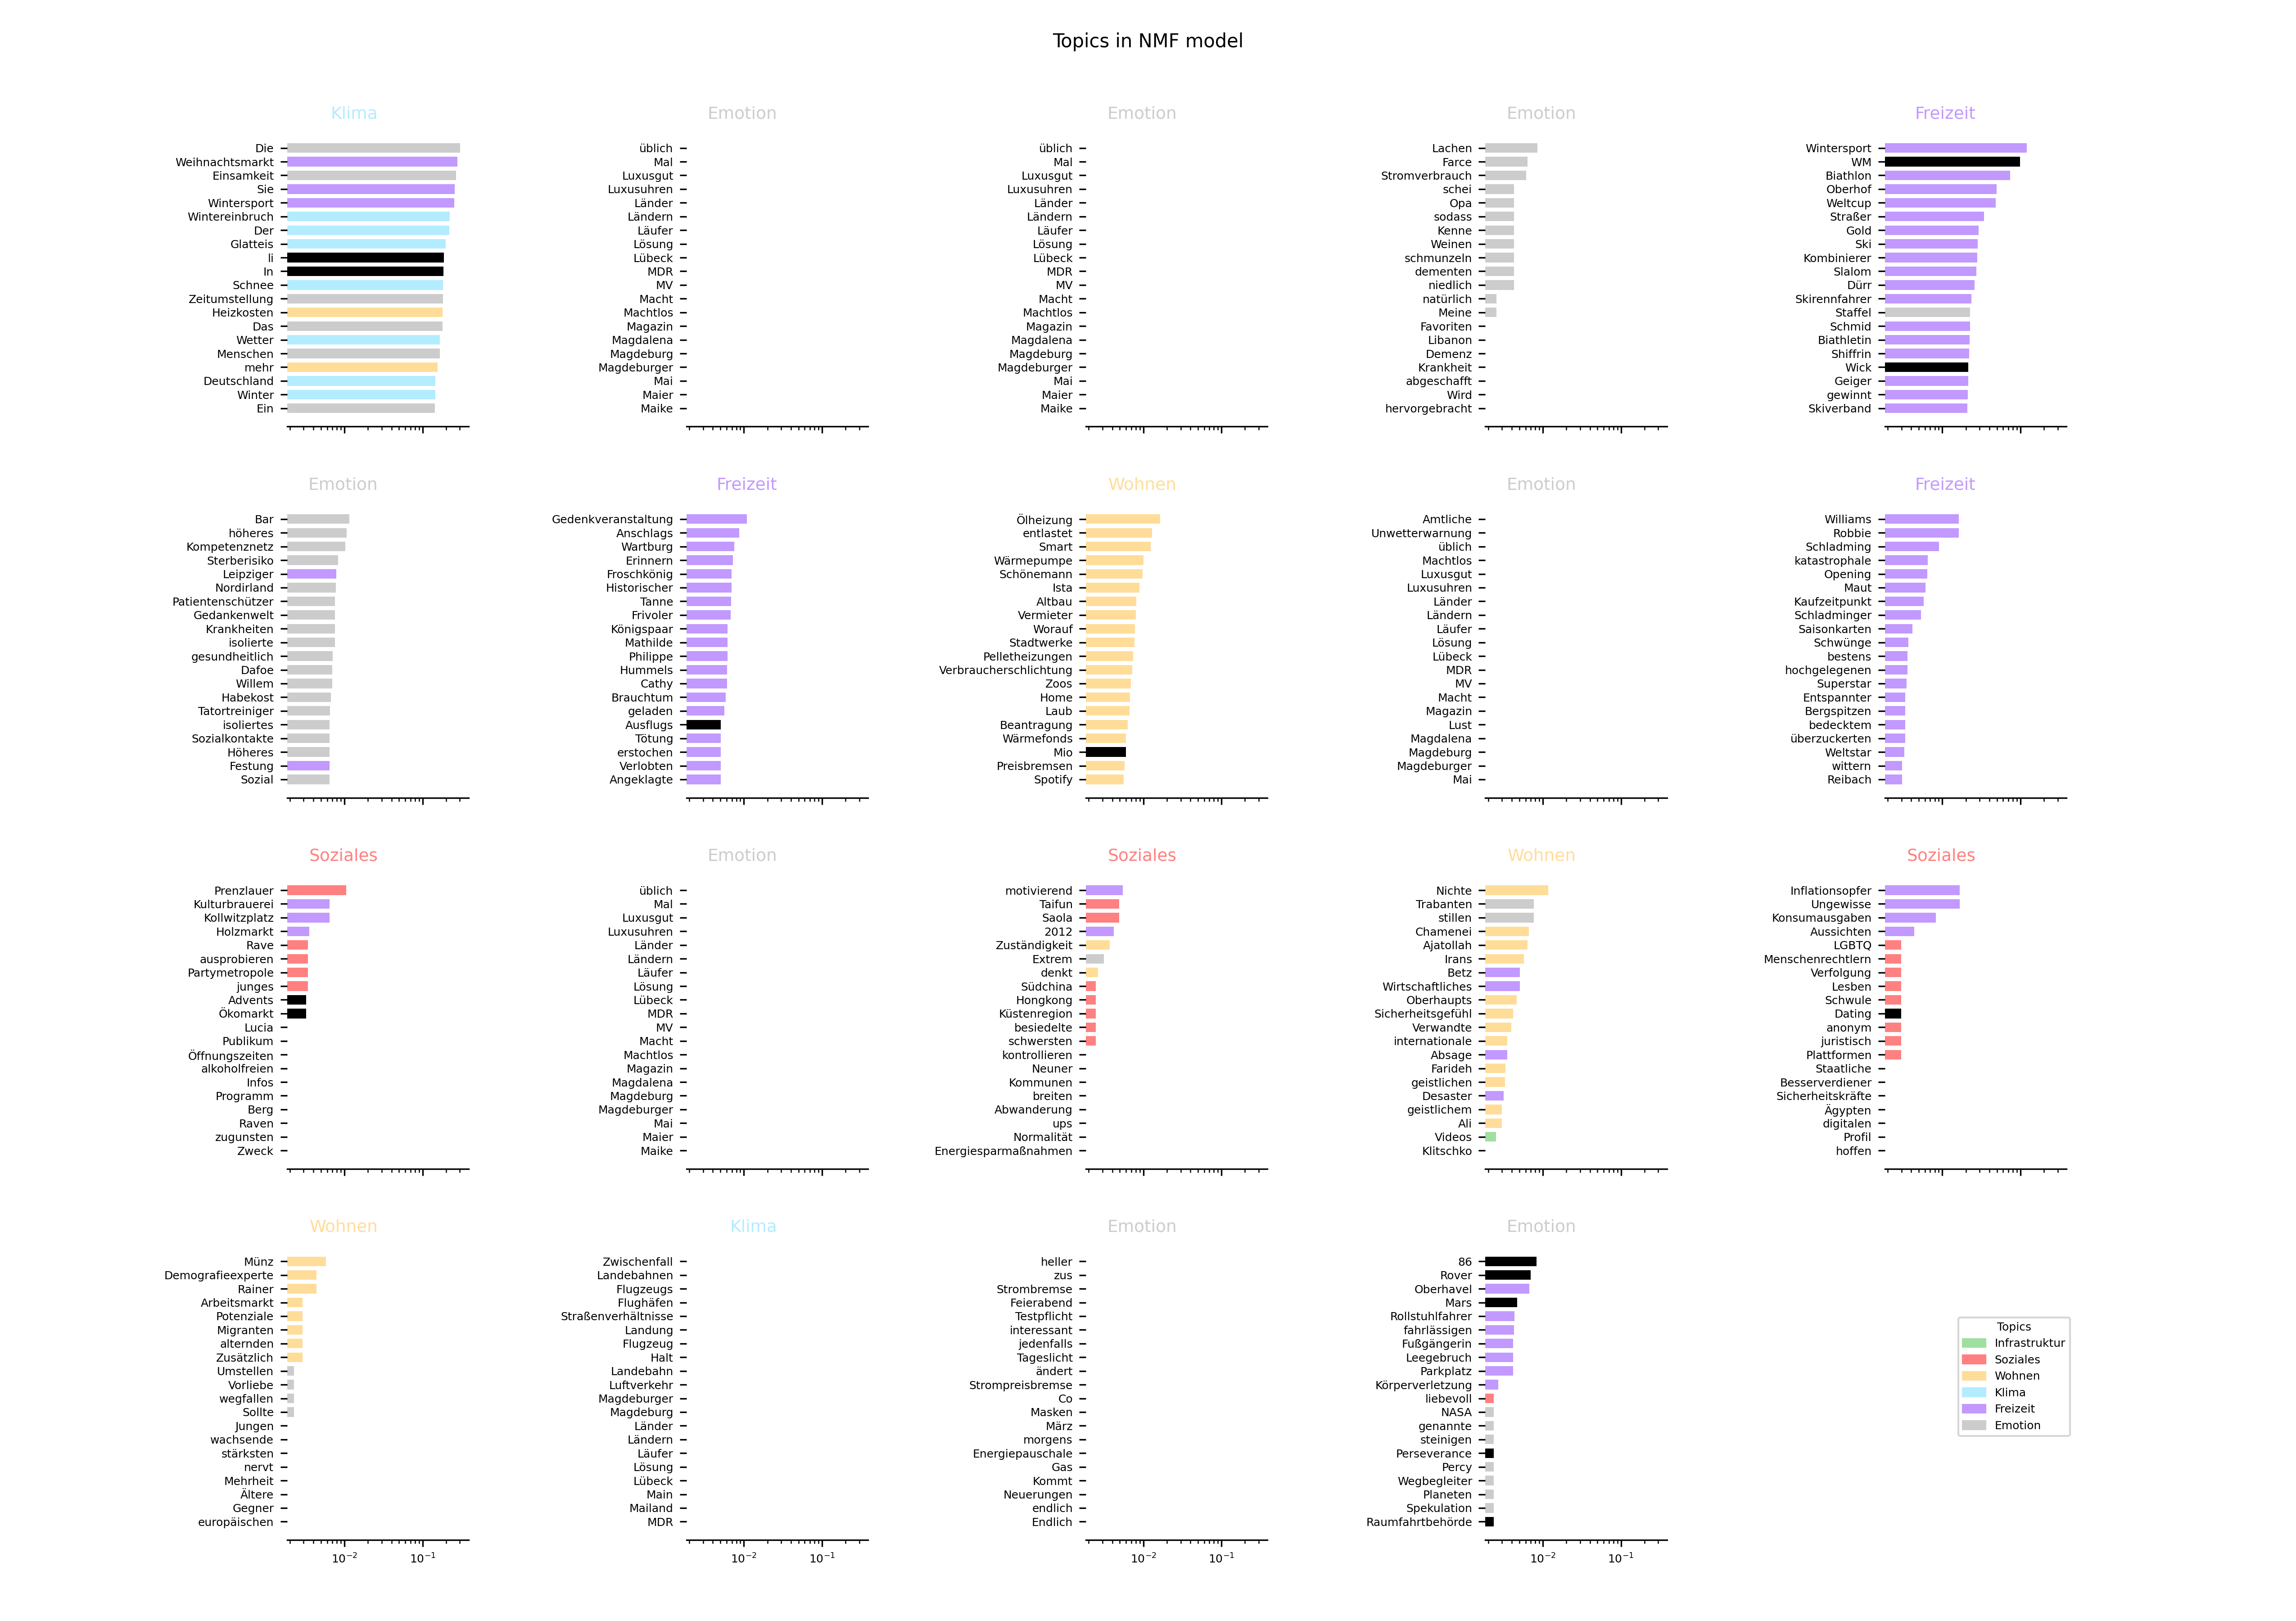 Topics in NMF model
Klima
Die
Weihnachtsmarkt
Einsamkeit
Sie
Wintersport
Wintereinbruch
Der
Glatteis
li
In
Schnee
Zeitumstellung
Heizkosten
Das
Wetter
Menschen
mehr
Deutschland
Winter
Ein
Emotion
üblich
Mal
Luxusgut
Luxusuhren
Länder
Ländern
Läufer
Lösung
Lübeck
MDR
MV
Macht
Machtlos
Magazin
Magdalena
Magdeburg
Magdeburger
Mai
Maier
Maike
Emotion
üblich
Mal
Luxusgut
Luxusuhren
Länder
Ländern
Läufer
Lösung
Lübeck
MDR
MV
Macht
Machtlos
Magazin
Magdalena
Magdeburg
Magdeburger
Mai
Maier
Maike
Emotion
Lachen
Farce
Stromverbrauch
schei
Opa
sodass
Kenne
Weinen
schmunzeln
dementen
niedlich
natürlich
Meine
Favoriten
Libanon
Demenz
Krankheit
abgeschafft
Wird
hervorgebracht
Freizeit
Wintersport
WM
Biathlon
Oberhof
Weltcup
Straßer
Gold
Ski
Kombinierer
Slalom
Dürr
Skirennfahrer
Staffel
Schmid
Biathletin
Shiffrin
Wick
Geiger
gewinnt
Skiverband
Emotion
Bar
höheres
Kompetenznetz
Sterberisiko
Leipziger
Nordirland
Patientenschützer
Gedankenwelt
Krankheiten
isolierte
gesundheitlich
Dafoe
Willem
Habekost
Tatortreiniger
isoliertes
Sozialkontakte
Höheres
Festung
Sozial
Freizeit
Gedenkveranstaltung
Anschlags
Wartburg
Erinnern
Froschkönig
Historischer
Tanne
Frivoler
Königspaar
Mathilde
Philippe
Hummels
Cathy
Brauchtum
geladen
Ausflugs
Tötung
erstochen
Verlobten
Angeklagte
Wohnen
Ölheizung
entlastet
Smart
Wärmepumpe
Schönemann
Ista
Altbau
Vermieter
Worauf
Stadtwerke
Pelletheizungen
Verbraucherschlichtung
Zoos
Home
Laub
Beantragung
Wärmefonds
Mio
Preisbremsen
Spotify
Emotion
Amtliche
Unwetterwarnung
üblich
Machtlos
Luxusgut
Luxusuhren
Länder
Ländern
Läufer
Lösung
Lübeck
MDR
MV
Macht
Magazin
Lust
Magdalena
Magdeburg
Magdeburger
Mai
Freizeit
Williams
Robbie
Schladming
katastrophale
Opening
Maut
Kaufzeitpunkt
Schladminger
Saisonkarten
Schwünge
bestens
hochgelegenen
Superstar
Entspannter
Bergspitzen
bedecktem
überzuckerten
Weltstar
wittern
Reibach
Soziales
Prenzlauer
Kulturbrauerei
Kollwitzplatz
Holzmarkt
Rave
ausprobieren
Partymetropole
junges
Advents
Ökomarkt
Lucia
Publikum
Öffnungszeiten
alkoholfreien
Infos
Programm
Berg
Raven
zugunsten
Zweck
Emotion
üblich
Mal
Luxusgut
Luxusuhren
Länder
Ländern
Läufer
Lösung
Lübeck
MDR
MV
Macht
Machtlos
Magazin
Magdalena
Magdeburg
Magdeburger
Mai
Maier
Maike
Soziales
motivierend
Taifun
Saola
2012
Zuständigkeit
Extrem
denkt
Südchina
Hongkong
Küstenregion
besiedelte
schwersten
kontrollieren
Neuner
Kommunen
breiten
Abwanderung
ups
Normalität
Energiesparmaßnahmen
Wohnen
Nichte
Trabanten
stillen
Chamenei
Ajatollah
Irans
Betz
Wirtschaftliches
Oberhaupts
Sicherheitsgefühl
Verwandte
internationale
Absage
Farideh
geistlichen
Desaster
geistlichem
Ali
Videos
Klitschko
Soziales
Inflationsopfer
Ungewisse
Konsumausgaben
Aussichten
LGBTQ
Menschenrechtlern
Verfolgung
Lesben
Schwule
Dating
anonym
juristisch
Plattformen
Staatliche
Besserverdiener
Sicherheitskräfte
Ägypten
digitalen
Profil
hoffen
Wohnen
Münz
Demografieexperte
Rainer
Arbeitsmarkt
Potenziale
Migranten
alternden
Zusätzlich
Umstellen
Vorliebe
wegfallen
Sollte
Jungen
wachsende
stärksten
nervt
Mehrheit
Ältere
Gegner
europäischen
10⁻² 10⁻¹
Klima
Zwischenfall
Landebahnen
Flugzeugs
Flughäfen
Straßenverhältnisse
Landung
Flugzeug
Halt
Landebahn
Luftverkehr
Magdeburger
Magdeburg
Länder
Ländern
Läufer
Lösung
Lübeck
Main
Mailand
MDR
10⁻² 10⁻¹
Emotion
heller
zus
Strombremse
Feierabend
Testpflicht
interessant
jedenfalls
Tageslicht
ändert
Strompreisbremse
Co
Masken
März
morgens
Energiepauschale
Gas
Kommt
Neuerungen
endlich
Endlich
10⁻² 10⁻¹
Emotion
86
Rover
Oberhavel
Mars
Rollstuhlfahrer
fahrlässigen
Fußgängerin
Leegebruch
Parkplatz
Körperverletzung
liebevoll
NASA
genannte
steinigen
Perseverance
Percy
Wegbegleiter
Planeten
Spekulation
Raumfahrtbehörde
10⁻² 10⁻¹
Topics
Infrastruktur
Soziales
Wohnen
Klima
Freizeit
Emotion